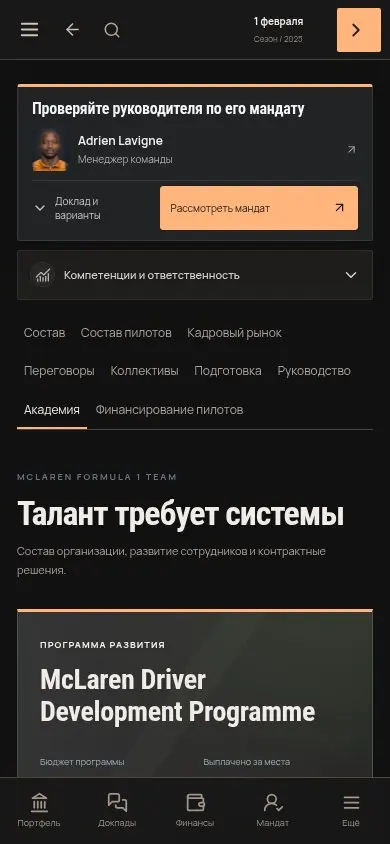 1 февраля
Сезон / 2025
Проверяйте руководителя по его мандату
Adrien Lavigne
Менеджер команды
Доклад и
варианты
Рассмотреть мандат
Компетенции и ответственность
Состав Состав пилотов Кадровый рынок
Переговоры Коллективы Подготовка Руководство
Академия Финансирование пилотов
MCLAREN FORMULA 1 TEAM
Талант требует системы
Состав организации, развитие сотрудников и контрактные
решения.
ПРОГРАММА РАЗВИТИЯ
McLaren Driver
Development Programme
Бюджет программы Выплачено за места
Портфель Доклады Финансы Мандат Ещё